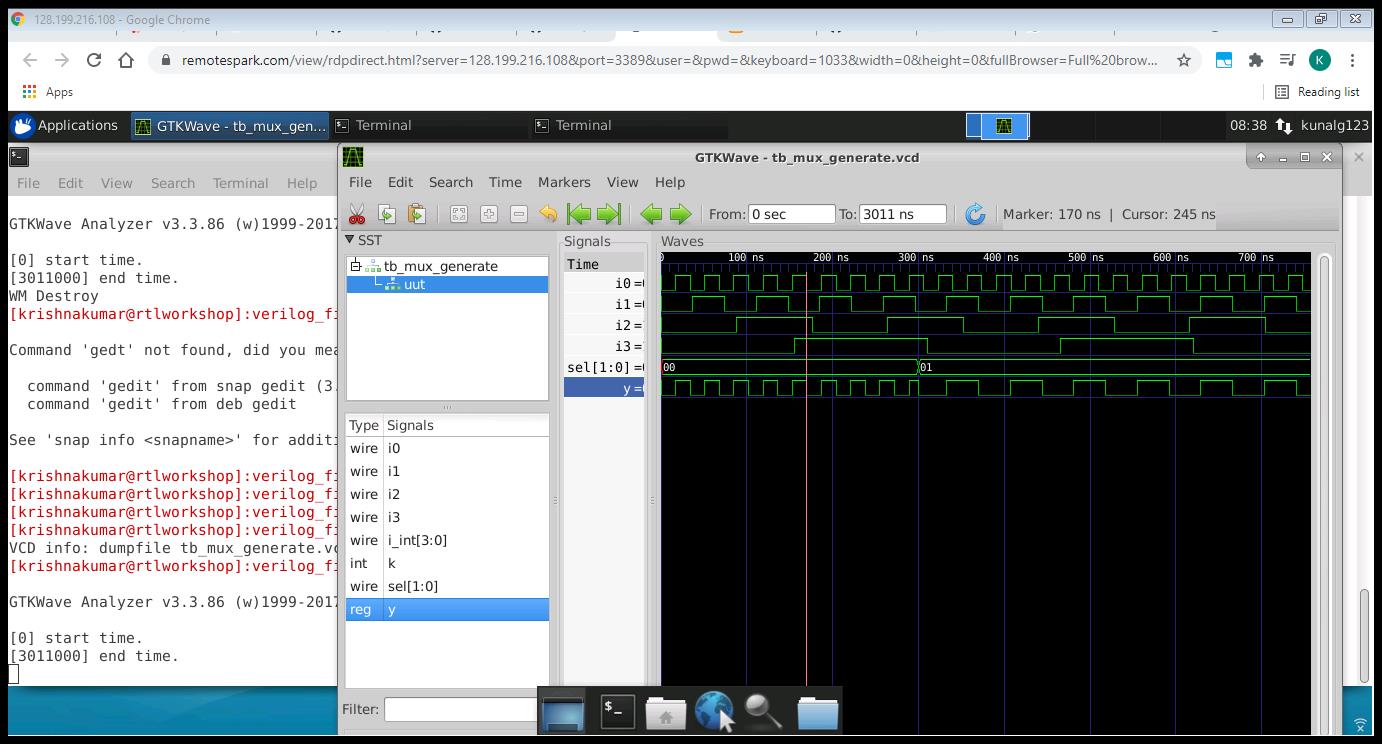 128.199.216.108 - Google Chrome
remotespark.com/view/rdpdirect.html?server=128.199.216.108&port=3389&user=&pwd=&keyboard=1033&width=0&height=0&fullBrowser=Full%20brow...
K
Apps
Reading list
Applications
GTKWave - tb_mux_gen...
Terminal
Terminal
08:38
kunalg123
File Edit View Search Terminal Help
GTKWave Analyzer v3.3.86 (w)1999-2017
[0] start time.
[3011000] end time.
WM Destroy
[krishnakumar@rtlworkshop]:verilog_fi
Command 'gedt' not found, did you mea
command 'gedit' from snap gedit (3.
command 'gedit' from deb gedit
See 'snap info <snapname>' for additi
[krishnakumar@rtlworkshop]:verilog_fi
[krishnakumar@rtlworkshop]:verilog_fi
[krishnakumar@rtlworkshop]:verilog_fi
[krishnakumar@rtlworkshop]:verilog_fi
VCD info: dumpfile tb_mux_generate.vc
[krishnakumar@rtlworkshop]:verilog_fi
GTKWave Analyzer v3.3.86 (w)1999-2017
[0] start time.
[3011000] end time.
GTKWave - tb_mux_generate.vcd
File Edit Search Time Markers View Help
From: 0 sec To: 3011 ns Marker: 170 ns | Cursor: 245 ns
SST
tb_mux_generate
uut
Type Signals
wire i0
wire i1
wire i2
wire i3
wire i_int[3:0]
int k
wire sel[1:0]
reg y
Filter:
Signals
Time
i0 =
i1 =
i2 =
i3 =
sel[1:0] =
y =
Waves
0 100 ns 200 ns 300 ns 400 ns 500 ns 600 ns 700 ns
00 01